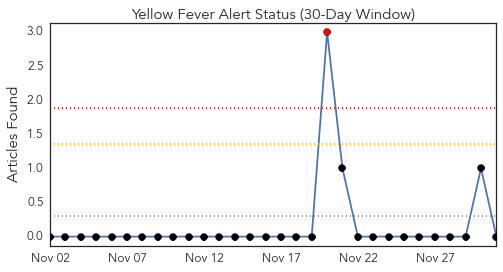 Yellow Fever Alert Status (30-Day Window)
Articles Found
3.0
2.5
2.0
1.5
1.0
0.5
0.0
Nov 02 Nov 07 Nov 12 Nov 17 Nov 22 Nov 27